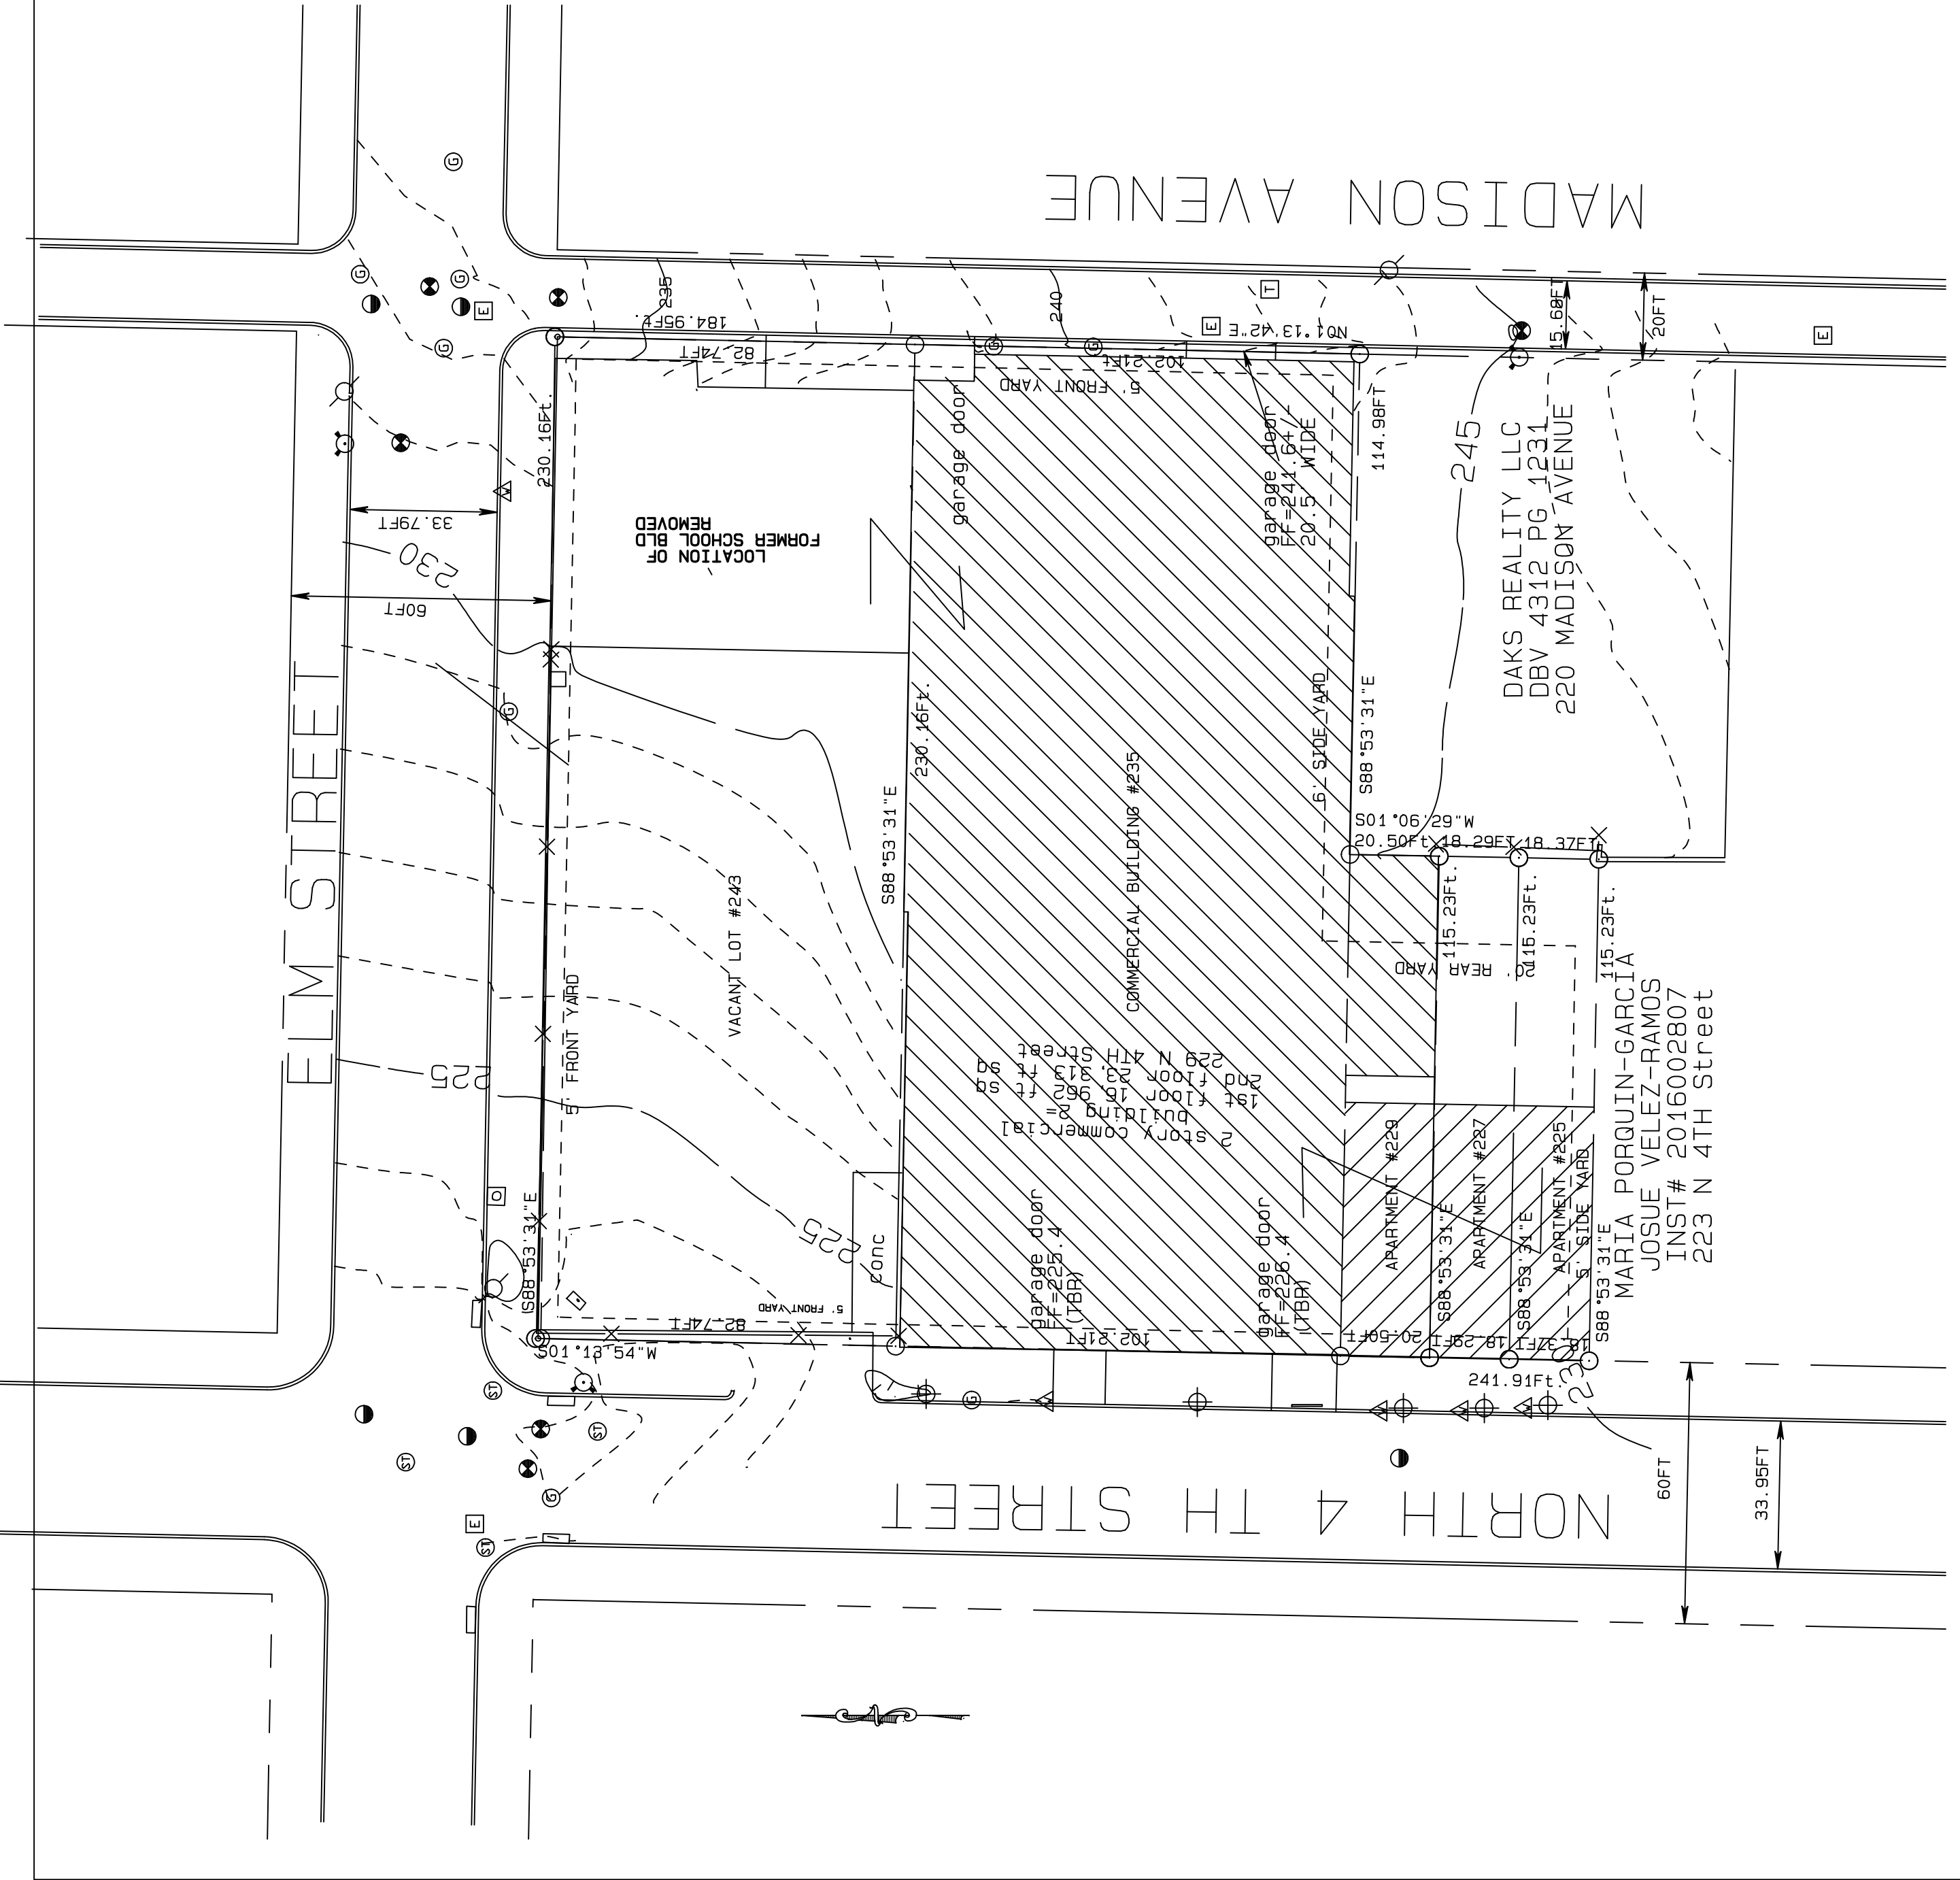 MADISON AVENUE
235
184.95Ft.
82.74FT
240
N01°13'42"E
102.21FT
5' FRONT YARD
15.68FT
20FT
230.16Ft.
33.79FT
230
60FT
LOCATION OF
FORMER SCHOOL BLD
REMOVED
garage door
garage door
FF=241.64+/-
20.5' WIDE
114.98FT
245
OAKS REALITY LLC
DBV 4312 PG 1231
220 MADISON AVENUE
ELM STREET
230.16Ft.
S88°53'31"E
6' SIDE YARD
S88°53'31"E
COMMERCIAL BUILDING #235
VACANT LOT #243
S01°06'29"W
20.50Ft.
18.29FT
18.37FT
115.23Ft.
115.23Ft.
115.23Ft.
20' REAR YARD
5' FRONT YARD
225
2 story commercial
building 2=
1st floor 16,962 ft sq
2nd floor 23,313 ft sq
229 N 4TH Street
MARIA PORQUIN-GARCIA
JOSUE VELEZ-RAMOS
INST# 2016002807
223 N 4TH Street
APARTMENT #229
APARTMENT #227
APARTMENT #225
5' SIDE YARD
S88°53'31"E
S88°53'31"E
S88°53'31"E
S88°53'31"E
225
Conc
garage door
FF=225.4
(TBR)
garage door
FF=226.4
(TBR)
5' FRONT YARD
82.74FT
S01°13'54"W
102.21FT
20.50FT
18.29FT
18.37FT
241.91Ft.
230
NORTH 4 TH STREET
60FT
33.95FT
G
G
G
G
E
G
G
E
T
E
G
O
G
ST
ST
ST
G
E
ST
N